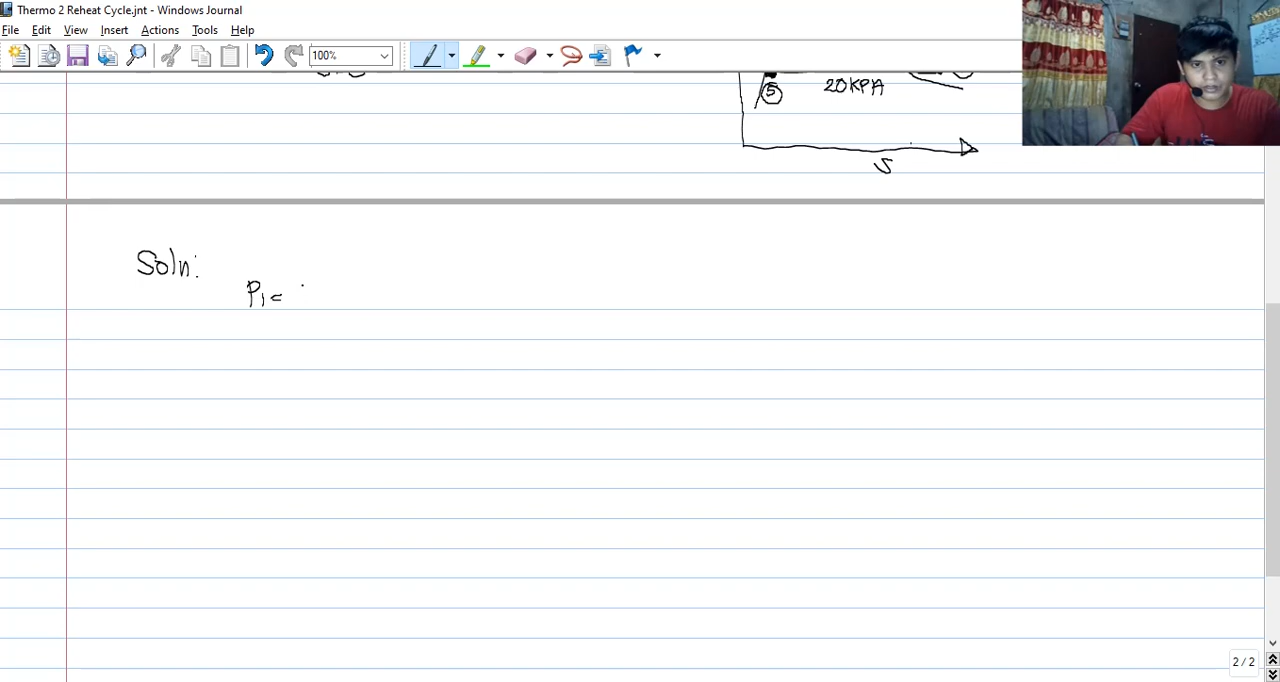 Thermo 2 Reheat Cycle.jnt - Windows Journal
File Edit View Insert Actions Tools Help
100%
5
20KPA
S
Soln:
P1=
2 / 2